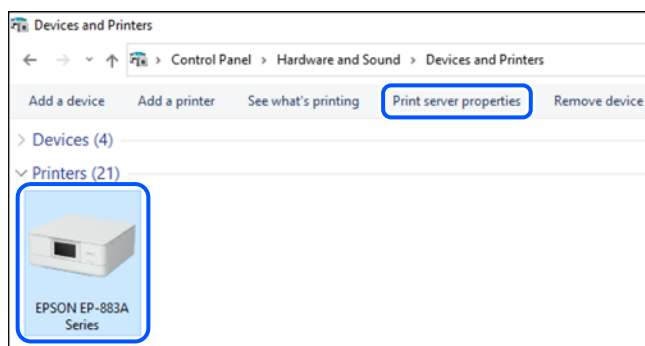 Devices and Printers
Control Panel > Hardware and Sound > Devices and Printers
Add a device Add a printer See what's printing Print server properties Remove device
Devices (4)
Printers (21)
EPSON EP-883A
Series